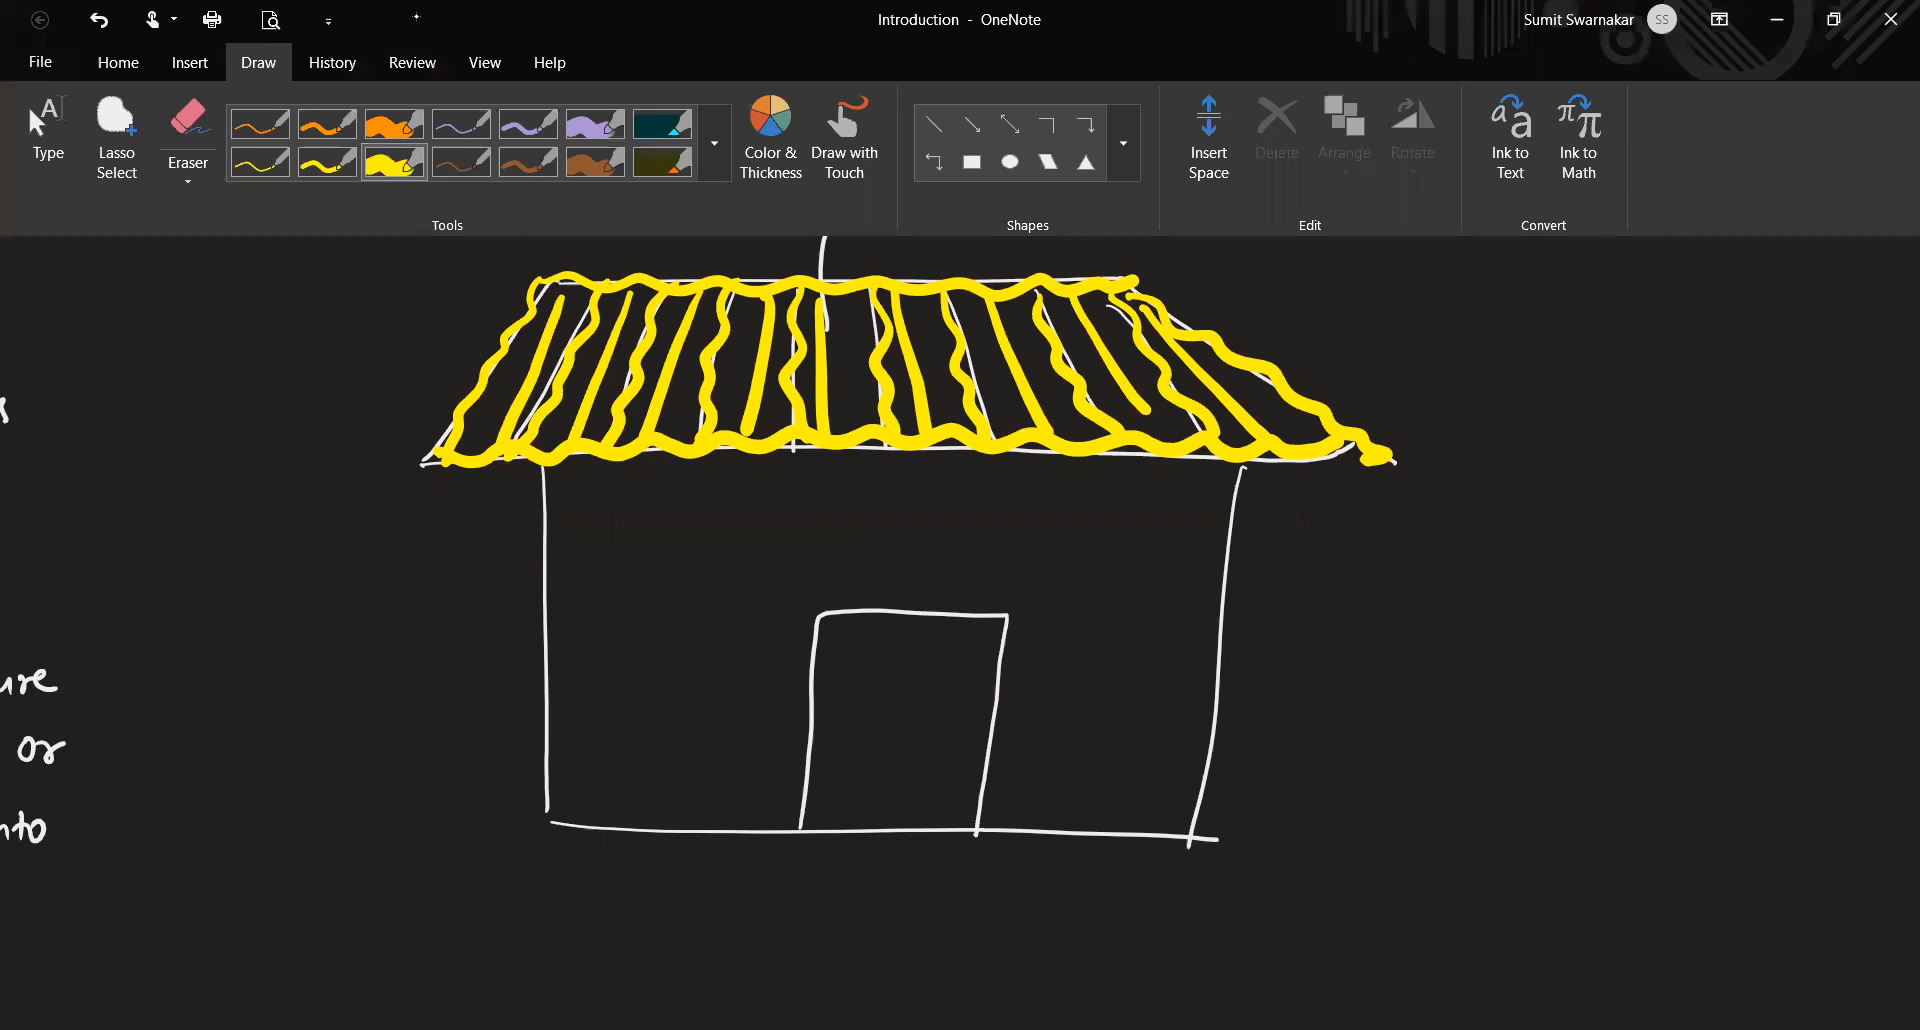 Introduction - OneNote
Sumit Swarnakar SS
File Home Insert Draw History Review View Help
Type
Lasso Select
Eraser
Color & Thickness
Draw with Touch
Insert Space
Delete
Arrange
Rotate
Ink to Text
Ink to Math
Tools Shapes Edit Convert
or